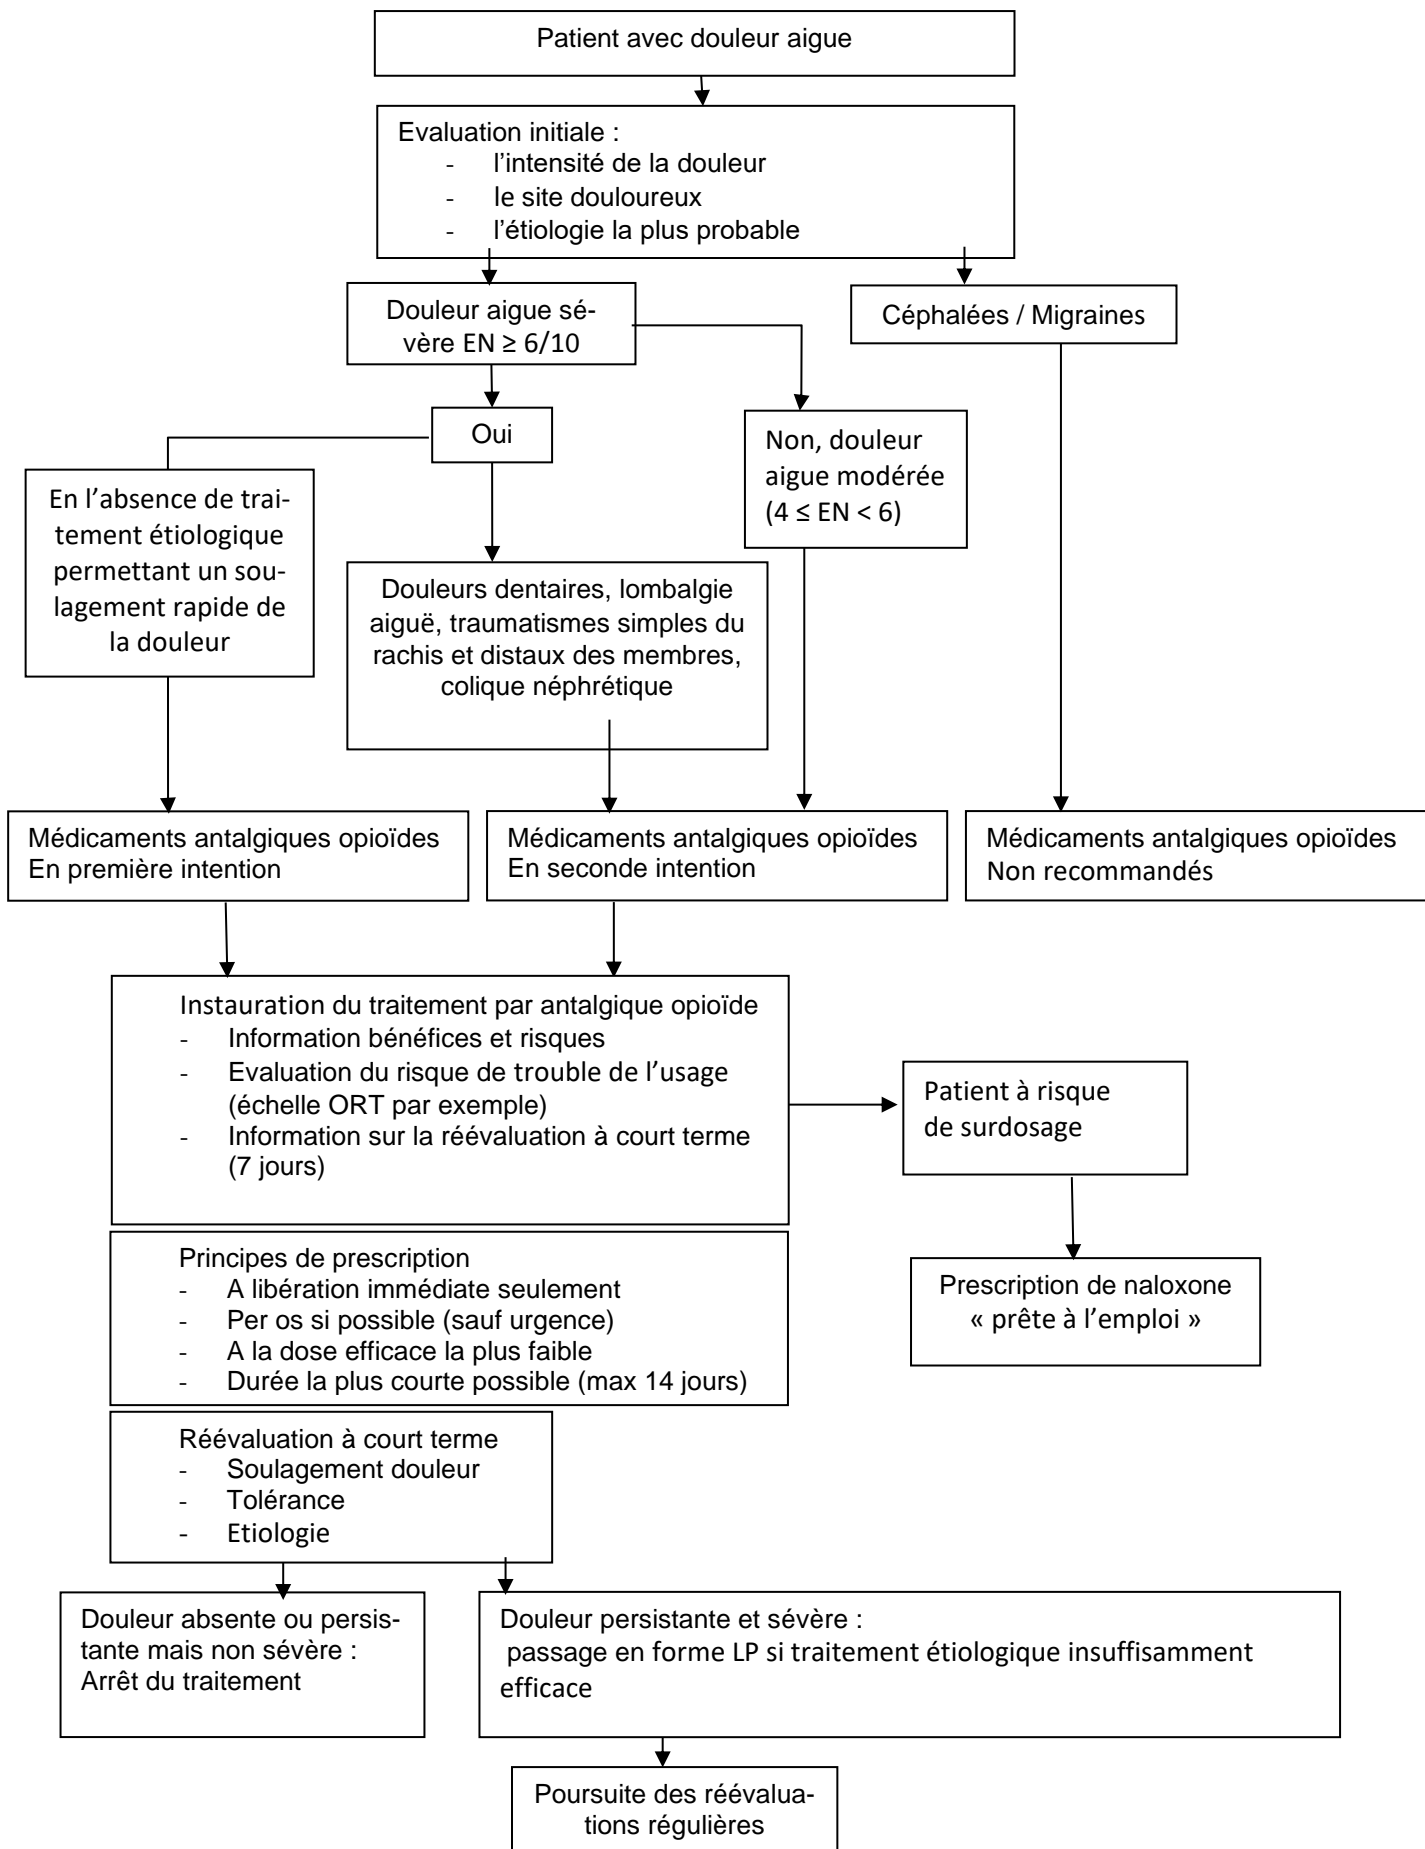 Patient avec douleur aigue
Evaluation initiale :
- l’intensité de la douleur
- le site douloureux
- l’étiologie la plus probable
Douleur aigue sé-
vère EN ≥ 6/10
Céphalées / Migraines
Oui
Non, douleur
aigue modérée
(4 ≤ EN < 6)
En l’absence de trai-
tement étiologique
permettant un sou-
lagement rapide de
la douleur
Douleurs dentaires, lombalgie
aiguë, traumatismes simples du
rachis et distaux des membres,
colique néphrétique
Médicaments antalgiques opioïdes
En première intention
Médicaments antalgiques opioïdes
En seconde intention
Médicaments antalgiques opioïdes
Non recommandés
Instauration du traitement par antalgique opioïde
- Information bénéfices et risques
- Evaluation du risque de trouble de l’usage
(échelle ORT par exemple)
- Information sur la réévaluation à court terme
(7 jours)
Patient à risque
de surdosage
Prescription de naloxone
« prête à l’emploi »
Principes de prescription
- A libération immédiate seulement
- Per os si possible (sauf urgence)
- A la dose efficace la plus faible
- Durée la plus courte possible (max 14 jours)
Réévaluation à court terme
- Soulagement douleur
- Tolérance
- Etiologie
Douleur absente ou persis-
tante mais non sévère :
Arrêt du traitement
Douleur persistante et sévère :
passage en forme LP si traitement étiologique insuffisamment
efficace
Poursuite des réévalua-
tions régulières